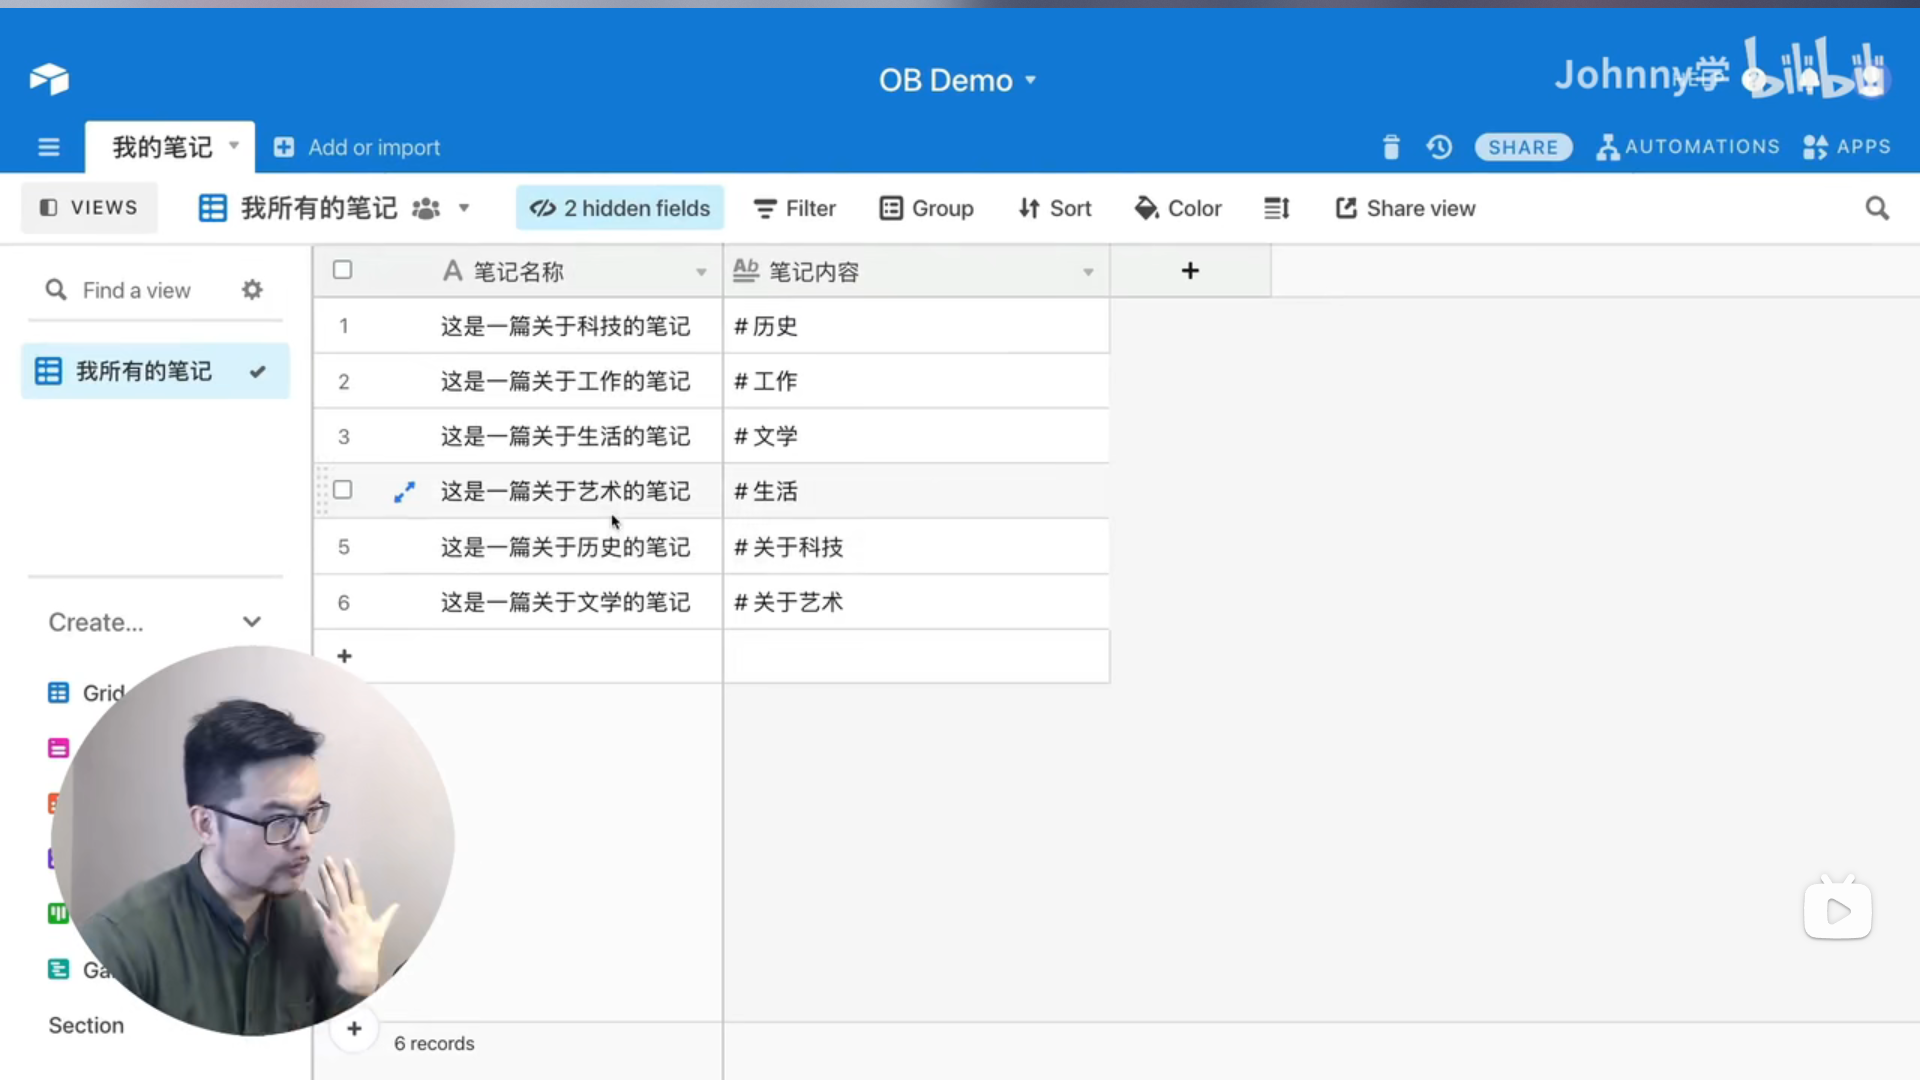 OB Demo
Johnny学 bilibili
我的笔记
Add or import
SHARE
AUTOMATIONS
APPS
VIEWS
我所有的笔记
2 hidden fields
Filter
Group
Sort
Color
Share view
Find a view
笔记名称
笔记内容
我所有的笔记
1 这是一篇关于科技的笔记 # 历史
2 这是一篇关于工作的笔记 # 工作
3 这是一篇关于生活的笔记 # 文学
这是一篇关于艺术的笔记 # 生活
5 这是一篇关于历史的笔记 # 关于科技
6 这是一篇关于文学的笔记 # 关于艺术
Create...
Grid
Ga
Section
6 records